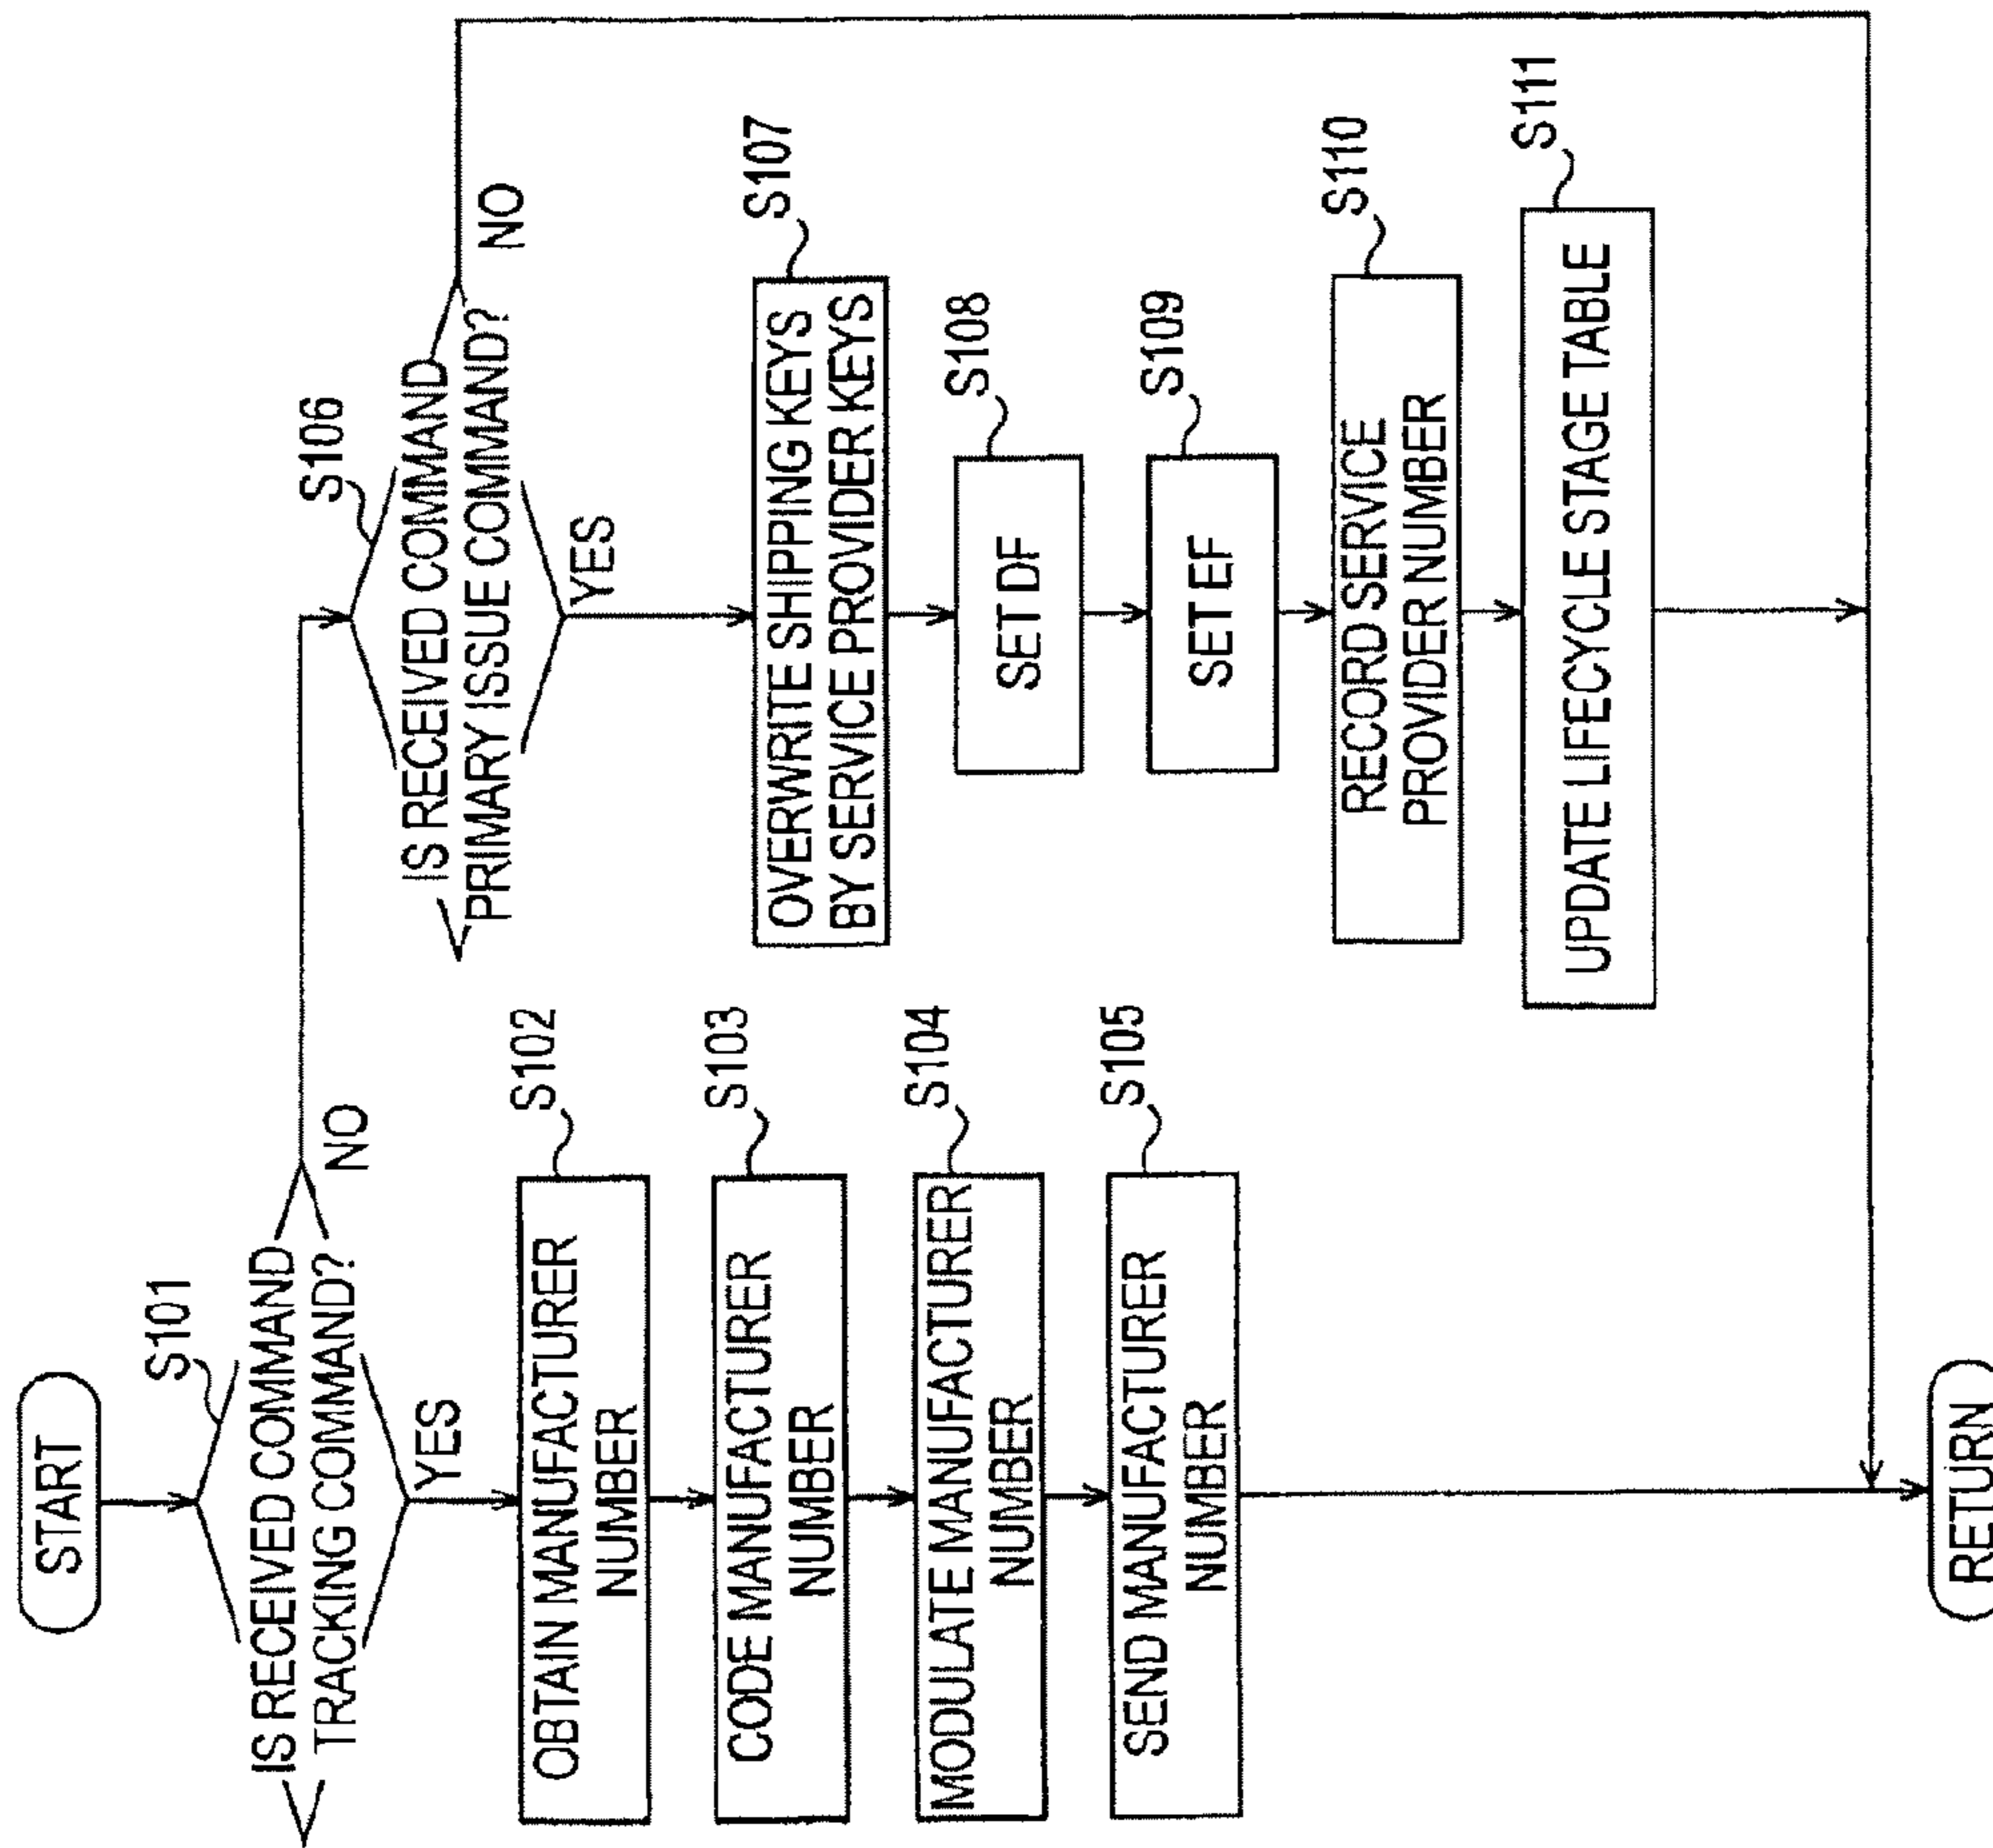 START
S101
IS RECEIVED COMMAND
TRACKING COMMAND?
NO
YES
S102
OBTAIN MANUFACTURER
NUMBER
S103
CODE MANUFACTURER
NUMBER
S104
MODULATE MANUFACTURER
NUMBER
S105
SEND MANUFACTURER
NUMBER
S106
IS RECEIVED COMMAND
PRIMARY ISSUE COMMAND?
NO
YES
S107
OVERWRITE SHIPPING KEYS
BY SERVICE PROVIDER KEYS
S108
SET DF
S109
SET EF
S110
RECORD SERVICE
PROVIDER NUMBER
S111
UPDATE LIFECYCLE STAGE TABLE
RETURN